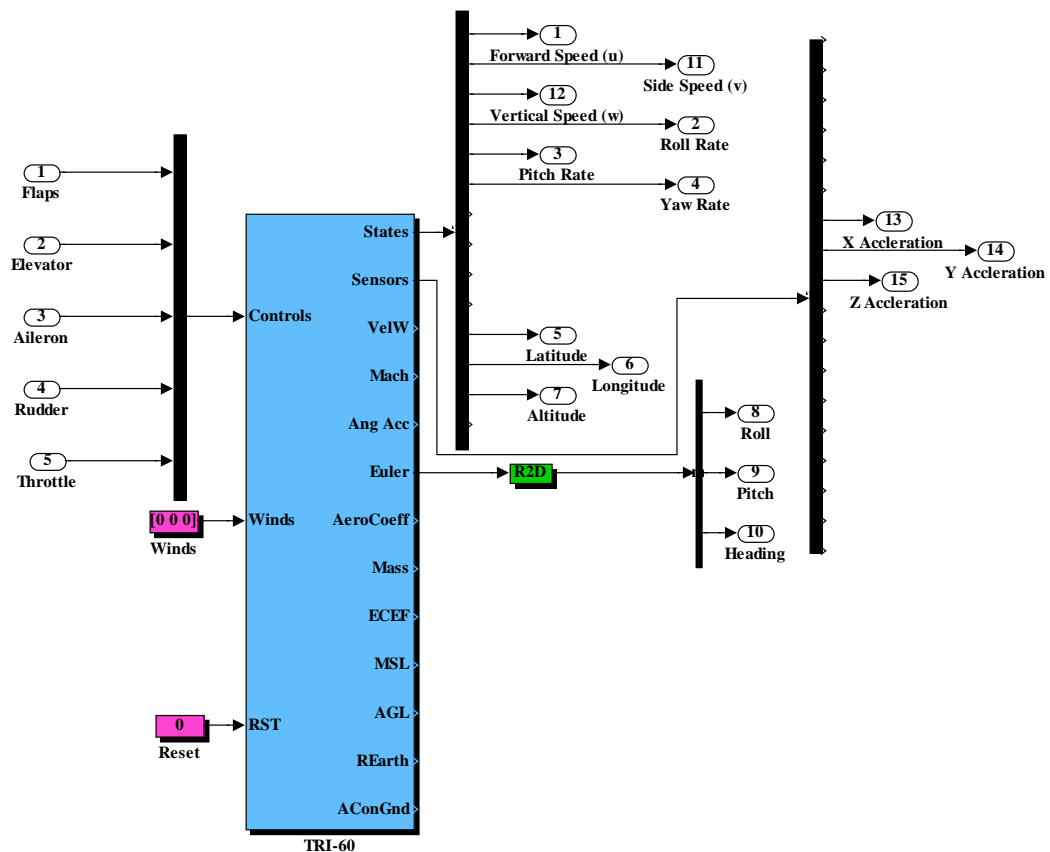 1
Flaps
2
Elevator
3
Aileron
4
Rudder
5
Throttle
[0 0 0]
Winds
0
Reset
Controls
Winds
RST
States
Sensors
VelW
Mach
Ang Acc
Euler
AeroCoeff
Mass
ECEF
MSL
AGL
REarth
AConGnd
TRI-60
1
Forward Speed (u)
11
Side Speed (v)
12
Vertical Speed (w)
2
Roll Rate
3
Pitch Rate
4
Yaw Rate
5
Latitude
6
Longitude
7
Altitude
R2D
8
Roll
9
Pitch
10
Heading
13
X Accleration
14
Y Accleration
15
Z Accleration